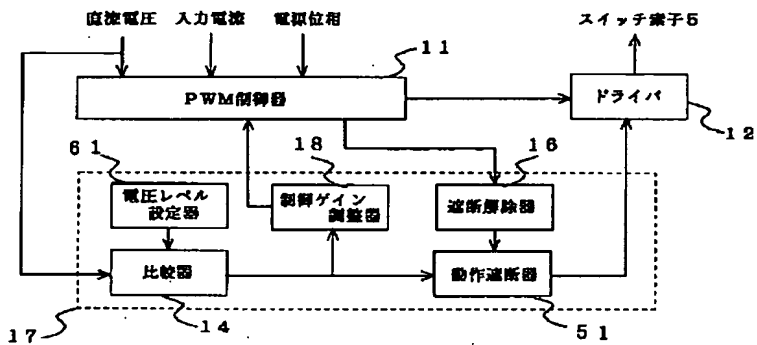 直流電圧 入力電流 電源位相 スイッチ素子5
11
PWM制御器 ドライバ
12
61 18 16
電圧レベル
設定器
制御ゲイン
調整器
遮断解除器
比較器 動作遮断器
17 14 51